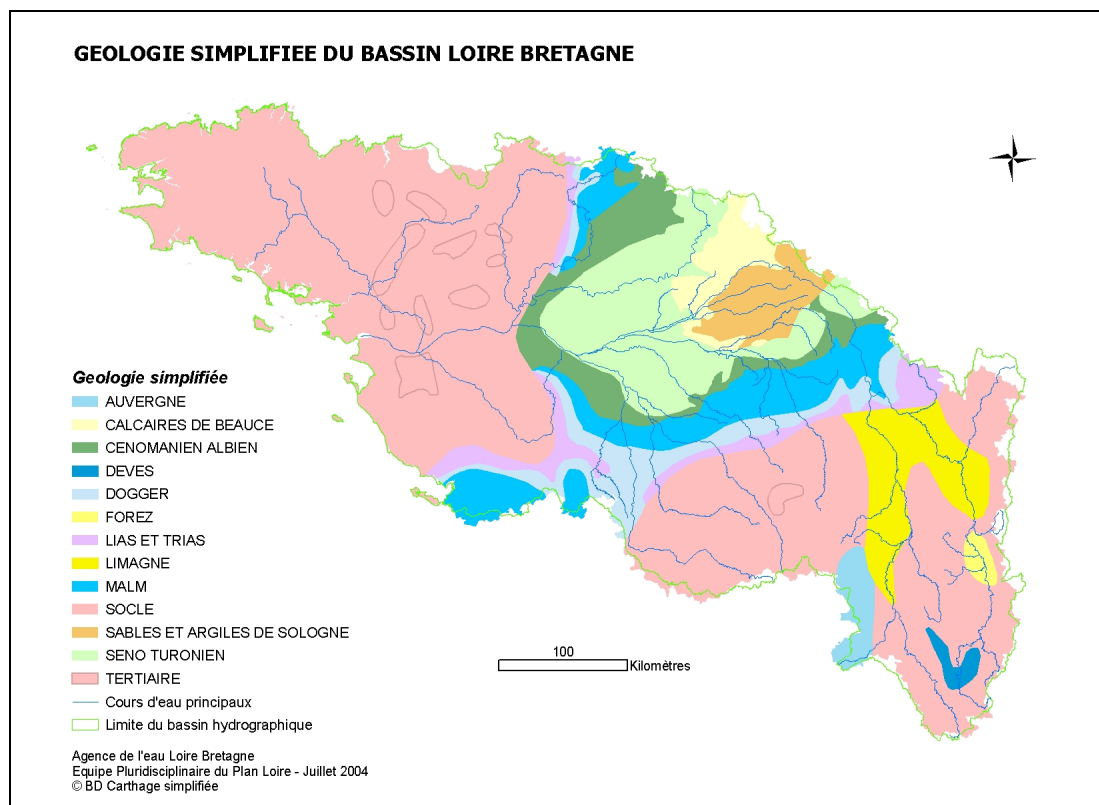 GEOLOGIE SIMPLIFIEE DU BASSIN LOIRE BRETAGNE
Geologie simplifiée
AUVERGNE
CALCAIRES DE BEAUCE
CENOMANIEN ALBIEN
DEVES
DOGGER
FOREZ
LIAS ET TRIAS
LIMAGNE
MALM
SOCLE
SABLES ET ARGILES DE SOLOGNE
SENO TURONIEN
TERTIAIRE
Cours d'eau principaux
Limite du bassin hydrographique
100
Kilomètres
Agence de l'eau Loire Bretagne
Equipe Pluridisciplinaire du Plan Loire - Juillet 2004
© BD Carthage simplifiée